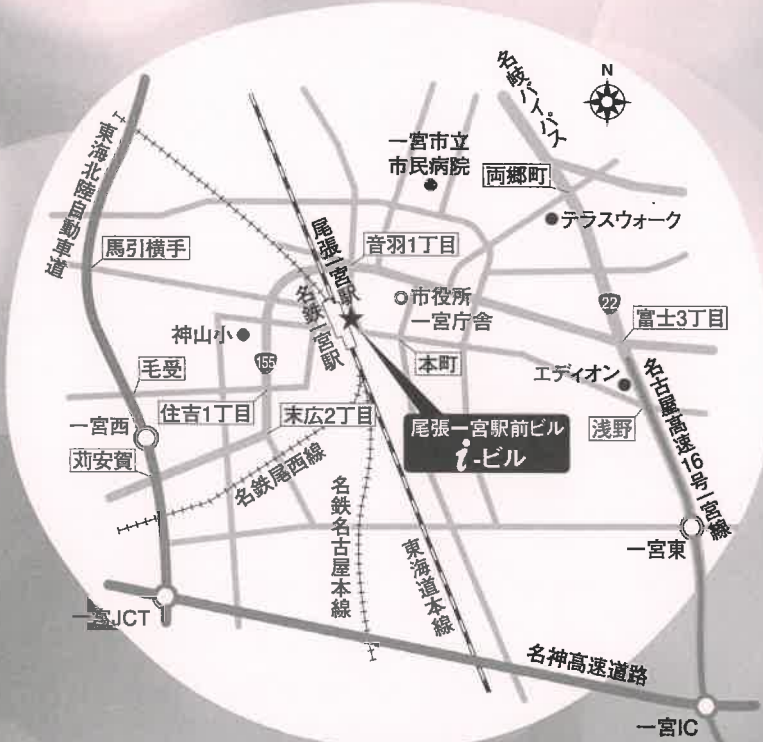 N
名岐バイパス
一宮市立
市民病院
両郷町
東海北陸自動車道
テラスウォーク
馬引横手
尾張一宮駅
音羽1丁目
名鉄一宮駅
市役所
一宮庁舎
22
富士3丁目
神山小
155
本町
エディオン
毛受
住吉1丁目
末広2丁目
一宮西
尾張一宮駅前ビル
i-ビル
浅野
名古屋高速16号一宮線
苅安賀
名鉄尾西線
名鉄名古屋本線
東海道本線
一宮東
一宮JCT
名神高速道路
一宮IC